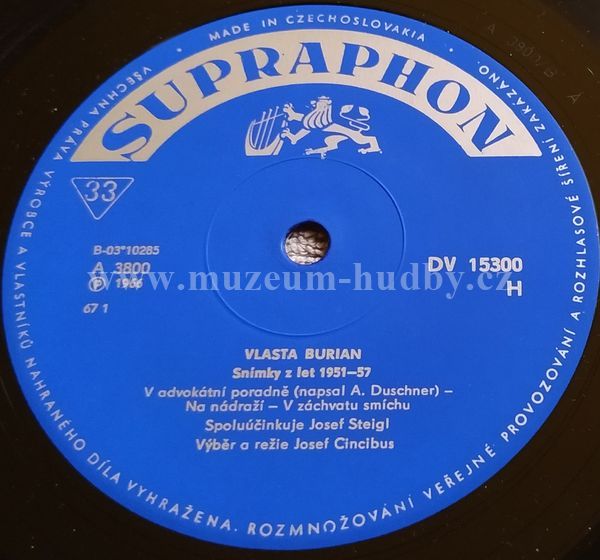 MADE IN CZECHOSLOVAKIA
SUPRAPHON
33
B-03*10285
A 3800
Ⓟ 1966
67 1
DV 15300
H
www.muzeum-hudby.cz
VLASTA BURIAN
Snímky z let 1951–57
V advokátní poradně (napsal A. Duschner) –
Na nádraží – V záchvatu smíchu
Spoluúčinkuje Josef Steigl
Výběr a režie Josef Cincibus
VŠECHNA PRÁVA VÝROBCE A VLASTNÍKŮ NAHRANÉHO DÍLA VYHRAŽENA. ROZMNOŽOVÁNÍ VEŘEJNÉ PROVOZOVÁNÍ A ROZHLASOVÉ ŠÍŘENÍ ZAKÁZÁNO